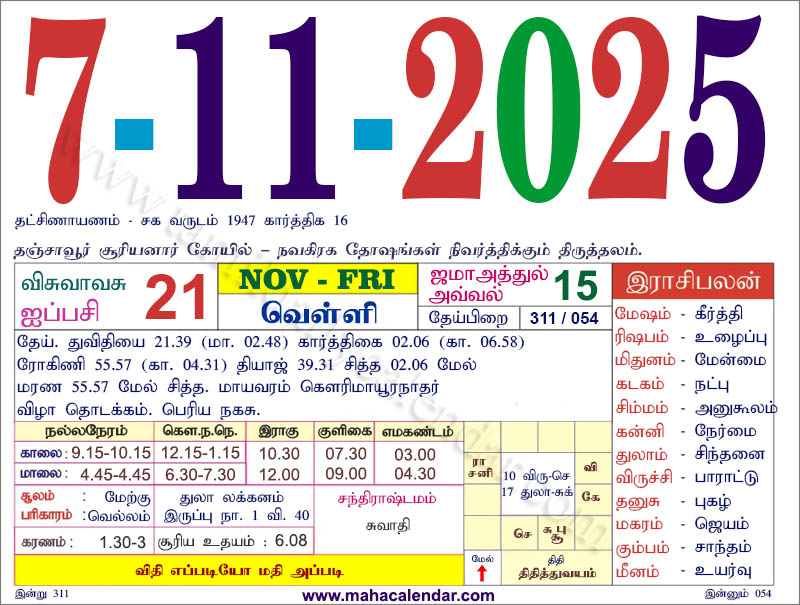 7-11-2025
தட்சிணாயணம் - சக வருடம் 1947 கார்த்திக 16
தஞ்சாவூர் சூரியனார் கோயில் – நவகிரக தோஷங்கள் நிவர்த்திக்கும் திருத்தலம்.
விசுவாவசு ஐப்பசி 21
NOV - FRI
வெள்ளி
ஜமாஅத்துல் அவ்வல் 15
தேய்பிறை 311 / 054
தேய். துவிதியை 21.39 (மா. 02.48) கார்த்திகை 02.06 (கா. 06.58)
ரோகிணி 55.57 (கா. 04.31) தியாஜ் 39.31 சித்த 02.06 மேல்
மரண 55.57 மேல் சித்த. மாயவரம் கௌரிமாயூரநாதர்
விழா தொடக்கம். பெரிய நகசு.
இராசிபலன்
மேஷம் - கீர்த்தி
ரிஷபம் - உழைப்பு
மிதுனம் - மேன்மை
கடகம் - நட்பு
சிம்மம் - அனுகூலம்
கன்னி - நேர்மை
துலாம் - சிந்தனை
விருச்சி - பாராட்டு
தனுசு - புகழ்
மகரம் - ஜெயம்
கும்பம் - சாந்தம்
மீனம் - உயர்வு
நல்லநேரம் கௌ.ந.நே. இராகு குளிகை எமகண்டம்
காலை: 9.15-10.15 12.15-1.15 10.30 07.30 03.00
மாலை: 4.45-4.45 6.30-7.30 12.00 09.00 04.30
சூலம் : மேற்கு
பரிகாரம் :வெல்லம்
துலா லக்கனம்
இருப்பு நா. 1 வி. 40
சந்திராஷ்டமம்
சுவாதி
கரணம் : 1.30-3
சூரிய உதயம் : 6.08
ரா
சனி
10 விரு-செ
17 துலா-சுக்
வி
கே
செ
சூ பு
விதி எப்படியோ மதி அப்படி
மேல்
திதி
திதித்துவயம்
இன்று 311
www.mahacalendar.com
இன்னும் 054